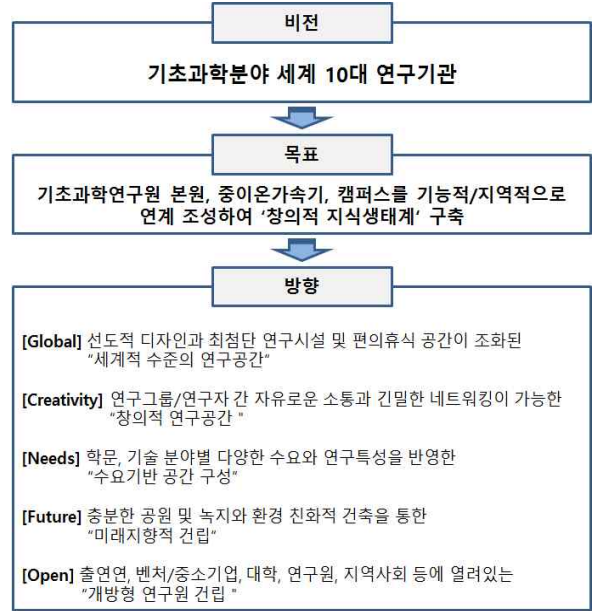 비전
기초과학분야 세계 10대 연구기관
목표
기초과학연구원 본원, 중이온가속기, 캠퍼스를 기능적/지역적으로
연계 조성하여 ‘창의적 지식생태계‘ 구축
방향
[Global] 선도적 디자인과 최첨단 연구시설 및 편의휴식 공간이 조화된
“세계적 수준의 연구공간“
[Creativity] 연구그룹/연구자 간 자유로운 소통과 긴밀한 네트워킹이 가능한
“창의적 연구공간 "
[Needs] 학문, 기술 분야별 다양한 수요와 연구특성을 반영한
“수요기반 공간 구성“
[Future] 충분한 공원 및 녹지와 환경 친화적 건축을 통한
“미래지향적 건립“
[Open] 출연연, 벤처/중소기업, 대학, 연구원, 지역사회 등에 열려있는
“개방형 연구원 건립 "